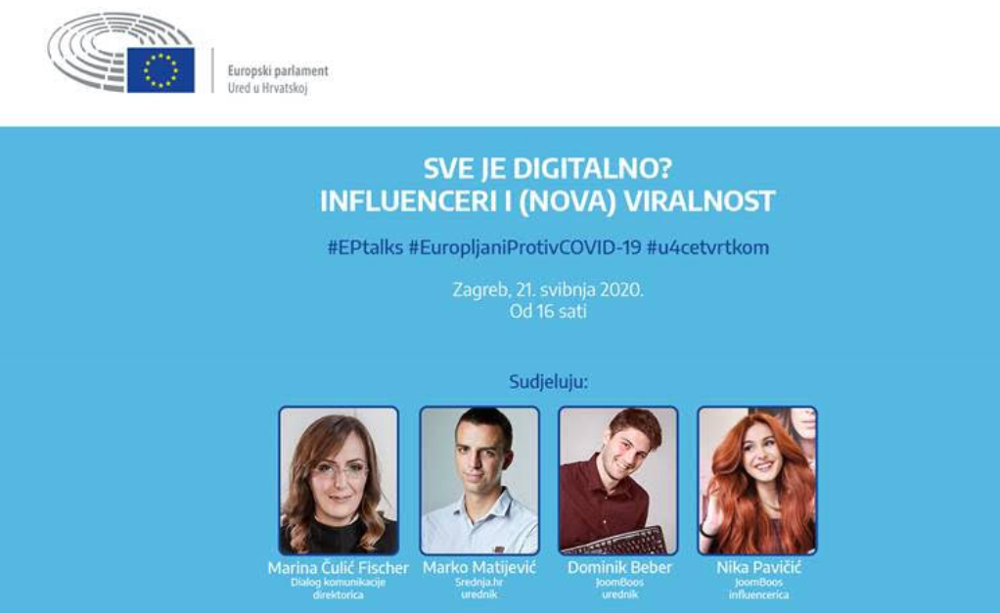 Europski parlament
Ured u Hrvatskoj
SVE JE DIGITALNO?
INFLUENCERI I (NOVA) VIRALNOST
#EPtalks #EuropljaniProtivCOVID-19 #u4cetvrtkom
Zagreb, 21. svibnja 2020.
Od 16 sati
Sudjeluju:
Marina Čulić Fischer
Dialog komunikacije
direktorica
Marko Matijević
Srednja.hr
urednik
Dominik Beber
JoomBoos
urednik
Nika Pavičić
JoomBoos
influencerica